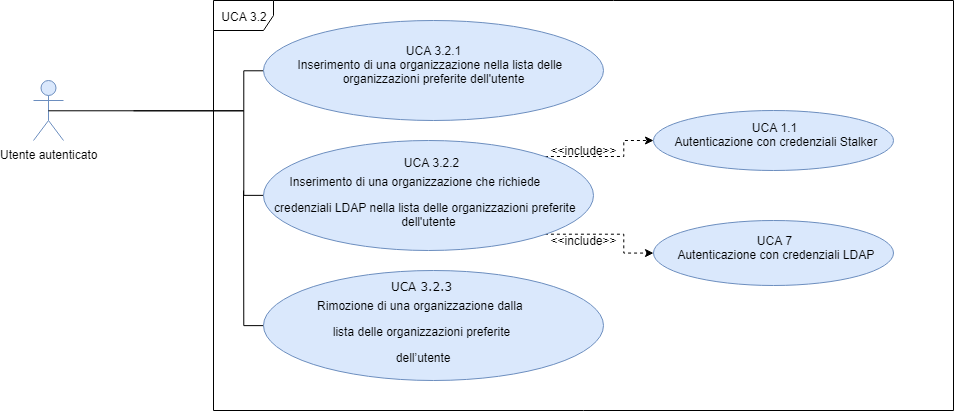 UCA 3.2
UCA 3.2.1
Inserimento di una organizzazione nella lista delle
organizzazioni preferite dell'utente
Utente autenticato
UCA 3.2.2
Inserimento di una organizzazione che richiede
credenziali LDAP nella lista delle organizzazioni preferite
dell'utente
<<include>>
UCA 1.1
Autenticazione con credenziali Stalker
<<include>>
UCA 7
Autenticazione con credenziali LDAP
UCA 3.2.3
Rimozione di una organizzazione dalla
lista delle organizzazioni preferite
dell’utente